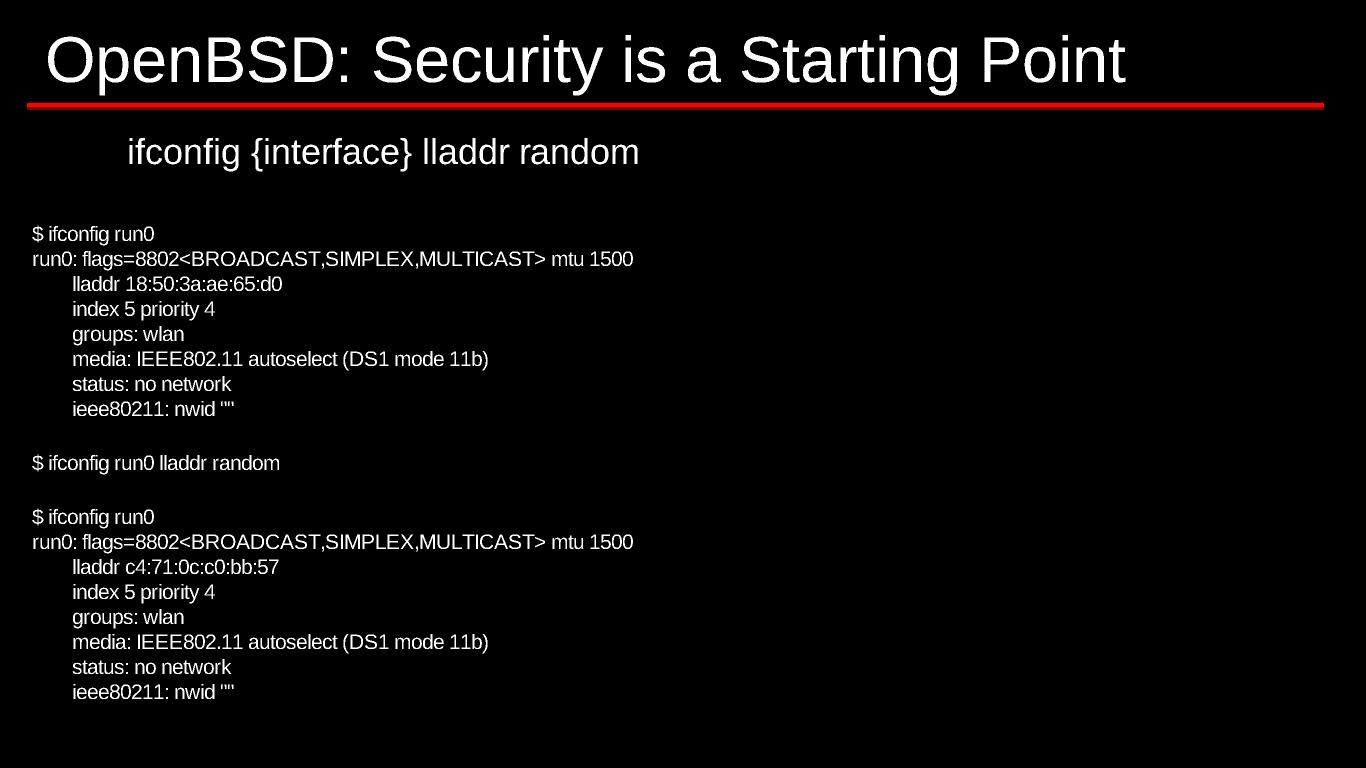 OpenBSD: Security is a Starting Point
ifconfig {interface} lladdr random
$ ifconfig run0
run0: flags=8802<BROADCAST,SIMPLEX,MULTICAST> mtu 1500
lladdr 18:50:3a:ae:65:d0
index 5 priority 4
groups: wlan
media: IEEE802.11 autoselect (DS1 mode 11b)
status: no network
ieee80211: nwid ""
$ ifconfig run0 lladdr random
$ ifconfig run0
run0: flags=8802<BROADCAST,SIMPLEX,MULTICAST> mtu 1500
lladdr c4:71:0c:c0:bb:57
index 5 priority 4
groups: wlan
media: IEEE802.11 autoselect (DS1 mode 11b)
status: no network
ieee80211: nwid ""